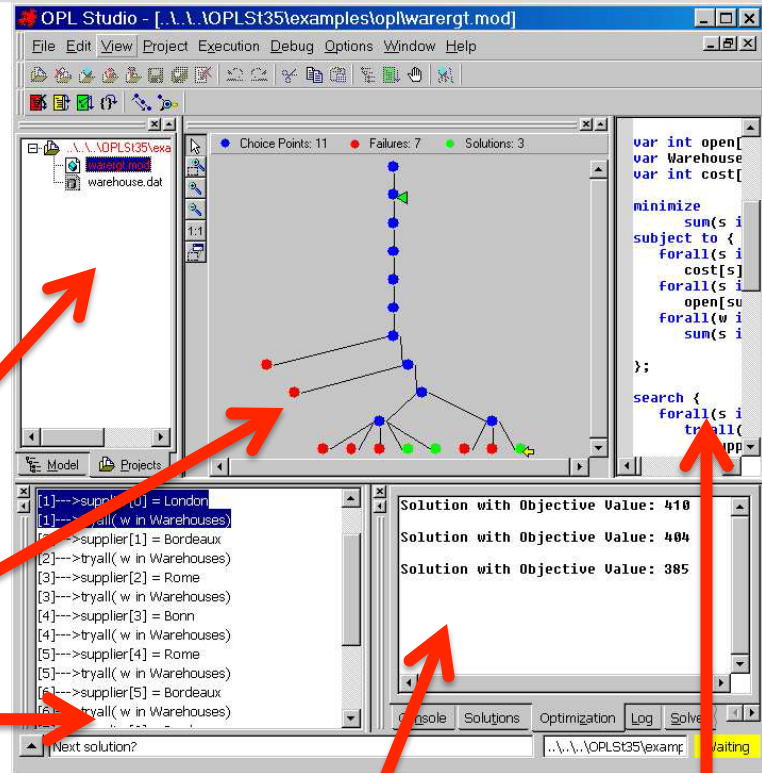 OPL Studio - [..\..\..\OPLSt35\examples\opl\warergt.mod]
File Edit View Project Execution Debug Options Window Help
..\..\..\OPLSt35\exa
warergt.mod
warehouse.dat
Model Projects
1:1
Choice Points: 11 Failures: 7 Solutions: 3
var int open[
var Warehouse
var int cost[
minimize
sum(s i
subject to {
forall(s i
cost[s]
forall(s i
open[su
forall(w i
sum(s i
};
search {
forall(s i
[1]--->supplier[0] = London
[1]--->tryall( w in Warehouses)
--->supplier[1] = Bordeaux
[2]--->tryall( w in Warehouses)
[3]--->supplier[2] = Rome
[3]--->tryall( w in Warehouses)
[4]--->supplier[3] = Bonn
[4]--->tryall( w in Warehouses)
[5]--->supplier[4] = Rome
[5]--->tryall( w in Warehouses)
[6]--->supplier[5] = Bordeaux
[6]--->tryall( w in Warehouses)
Solution with Objective Value: 410
Solution with Objective Value: 404
Solution with Objective Value: 385
Console Solutions Optimization Log Solve
Next solution?
..\..\..\OPLSt35\examp
Waiting